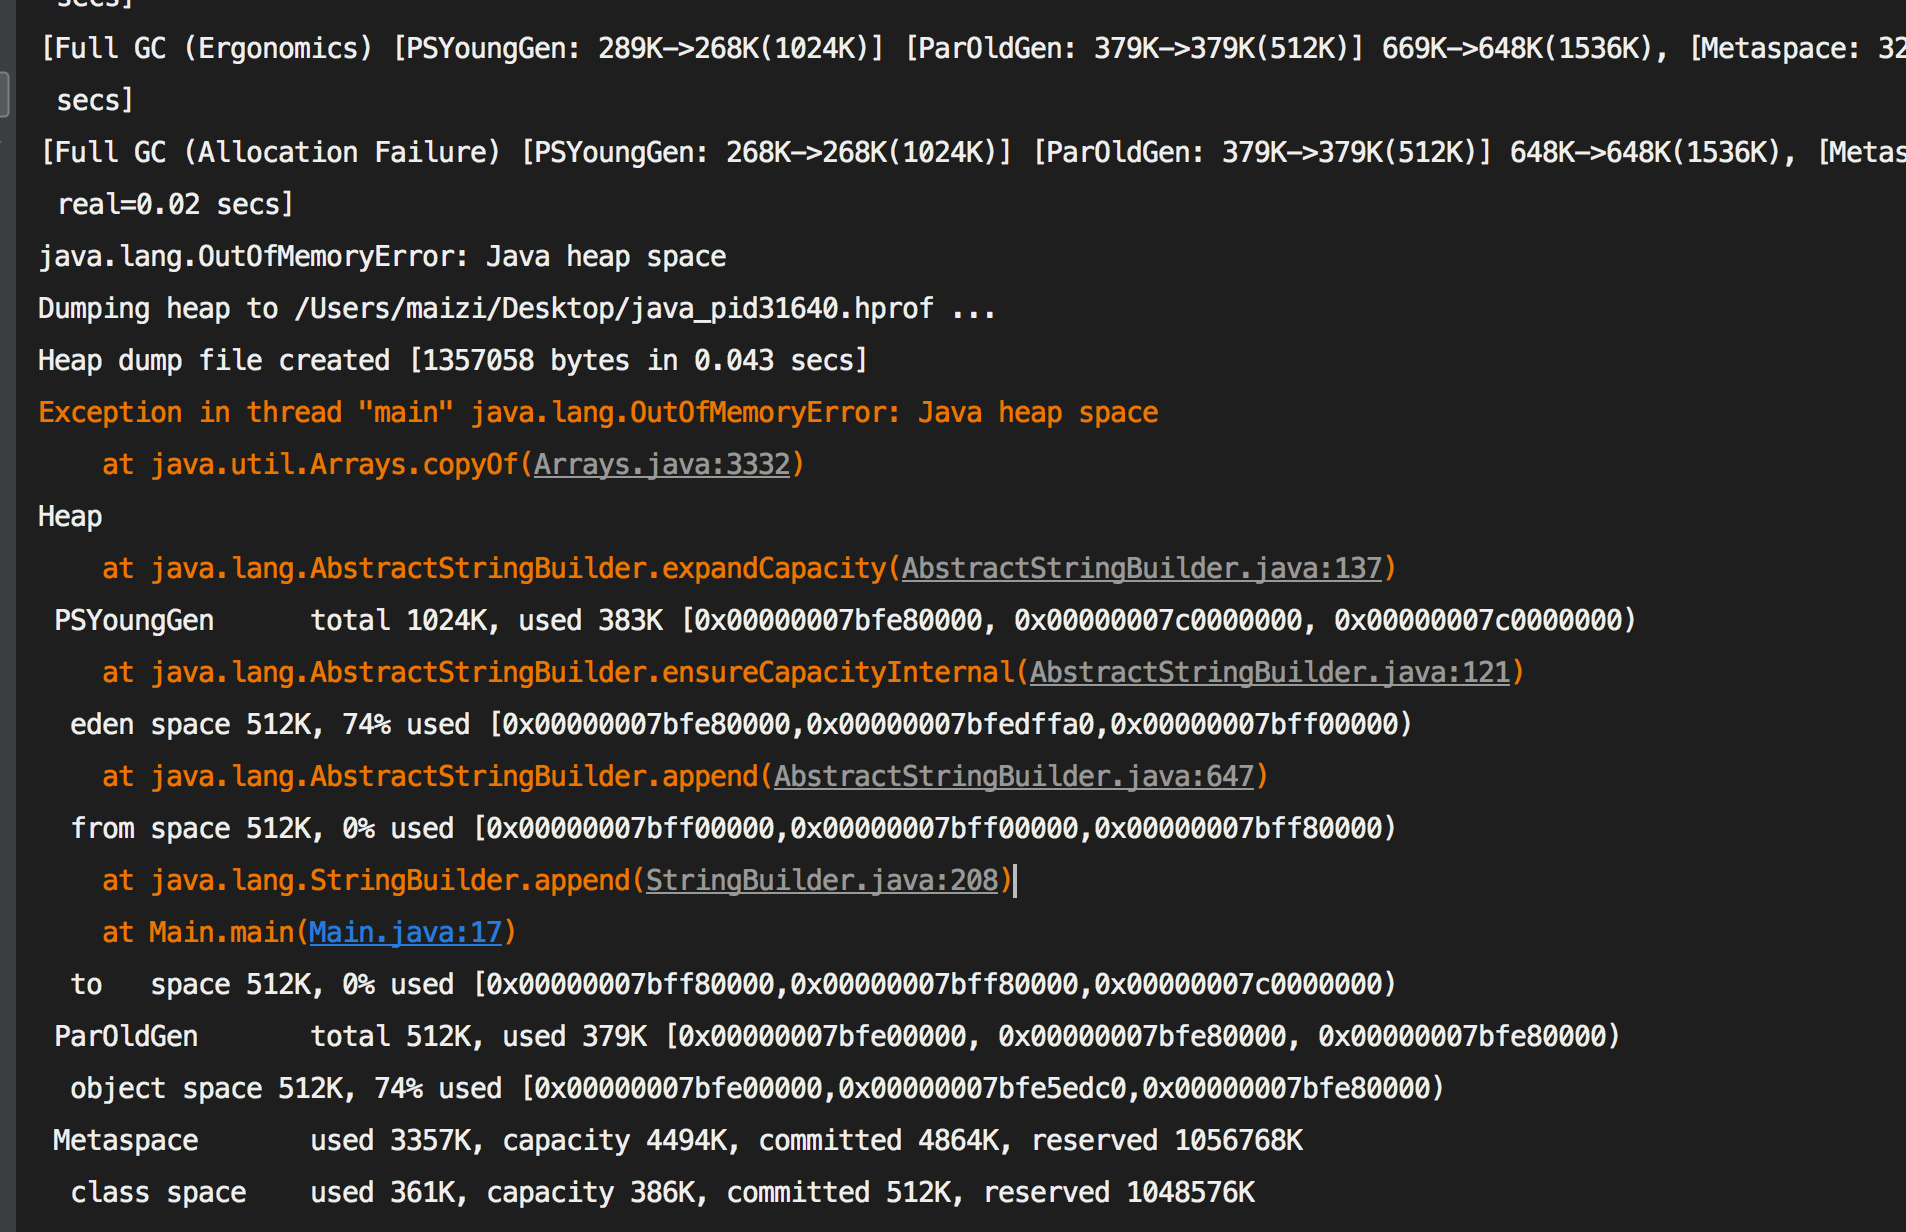 secs]
[Full GC (Ergonomics) [PSYoungGen: 289K->268K(1024K)] [ParOldGen: 379K->379K(512K)] 669K->648K(1536K), [Metaspace: 32
secs]
[Full GC (Allocation Failure) [PSYoungGen: 268K->268K(1024K)] [ParOldGen: 379K->379K(512K)] 648K->648K(1536K), [Metas
real=0.02 secs]
java.lang.OutOfMemoryError: Java heap space
Dumping heap to /Users/maizi/Desktop/java_pid31640.hprof ...
Heap dump file created [1357058 bytes in 0.043 secs]
Exception in thread "main" java.lang.OutOfMemoryError: Java heap space
at java.util.Arrays.copyOf(Arrays.java:3332)
Heap
at java.lang.AbstractStringBuilder.expandCapacity(AbstractStringBuilder.java:137)
PSYoungGen      total 1024K, used 383K [0x00000007bfe80000, 0x00000007c0000000, 0x00000007c0000000)
at java.lang.AbstractStringBuilder.ensureCapacityInternal(AbstractStringBuilder.java:121)
eden space 512K, 74% used [0x00000007bfe80000,0x00000007bfedffa0,0x00000007bff00000)
at java.lang.AbstractStringBuilder.append(AbstractStringBuilder.java:647)
from space 512K, 0% used [0x00000007bff00000,0x00000007bff00000,0x00000007bff80000)
at java.lang.StringBuilder.append(StringBuilder.java:208)
at Main.main(Main.java:17)
to   space 512K, 0% used [0x00000007bff80000,0x00000007bff80000,0x00000007c0000000)
ParOldGen       total 512K, used 379K [0x00000007bfe00000, 0x00000007bfe80000, 0x00000007bfe80000)
object space 512K, 74% used [0x00000007bfe00000,0x00000007bfe5edc0,0x00000007bfe80000)
Metaspace       used 3357K, capacity 4494K, committed 4864K, reserved 1056768K
class space    used 361K, capacity 386K, committed 512K, reserved 1048576K